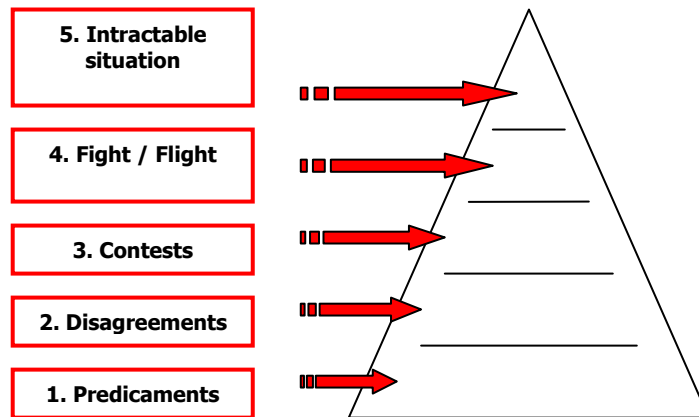 5. Intractable
situation
4. Fight / Flight
3. Contests
2. Disagreements
1. Predicaments